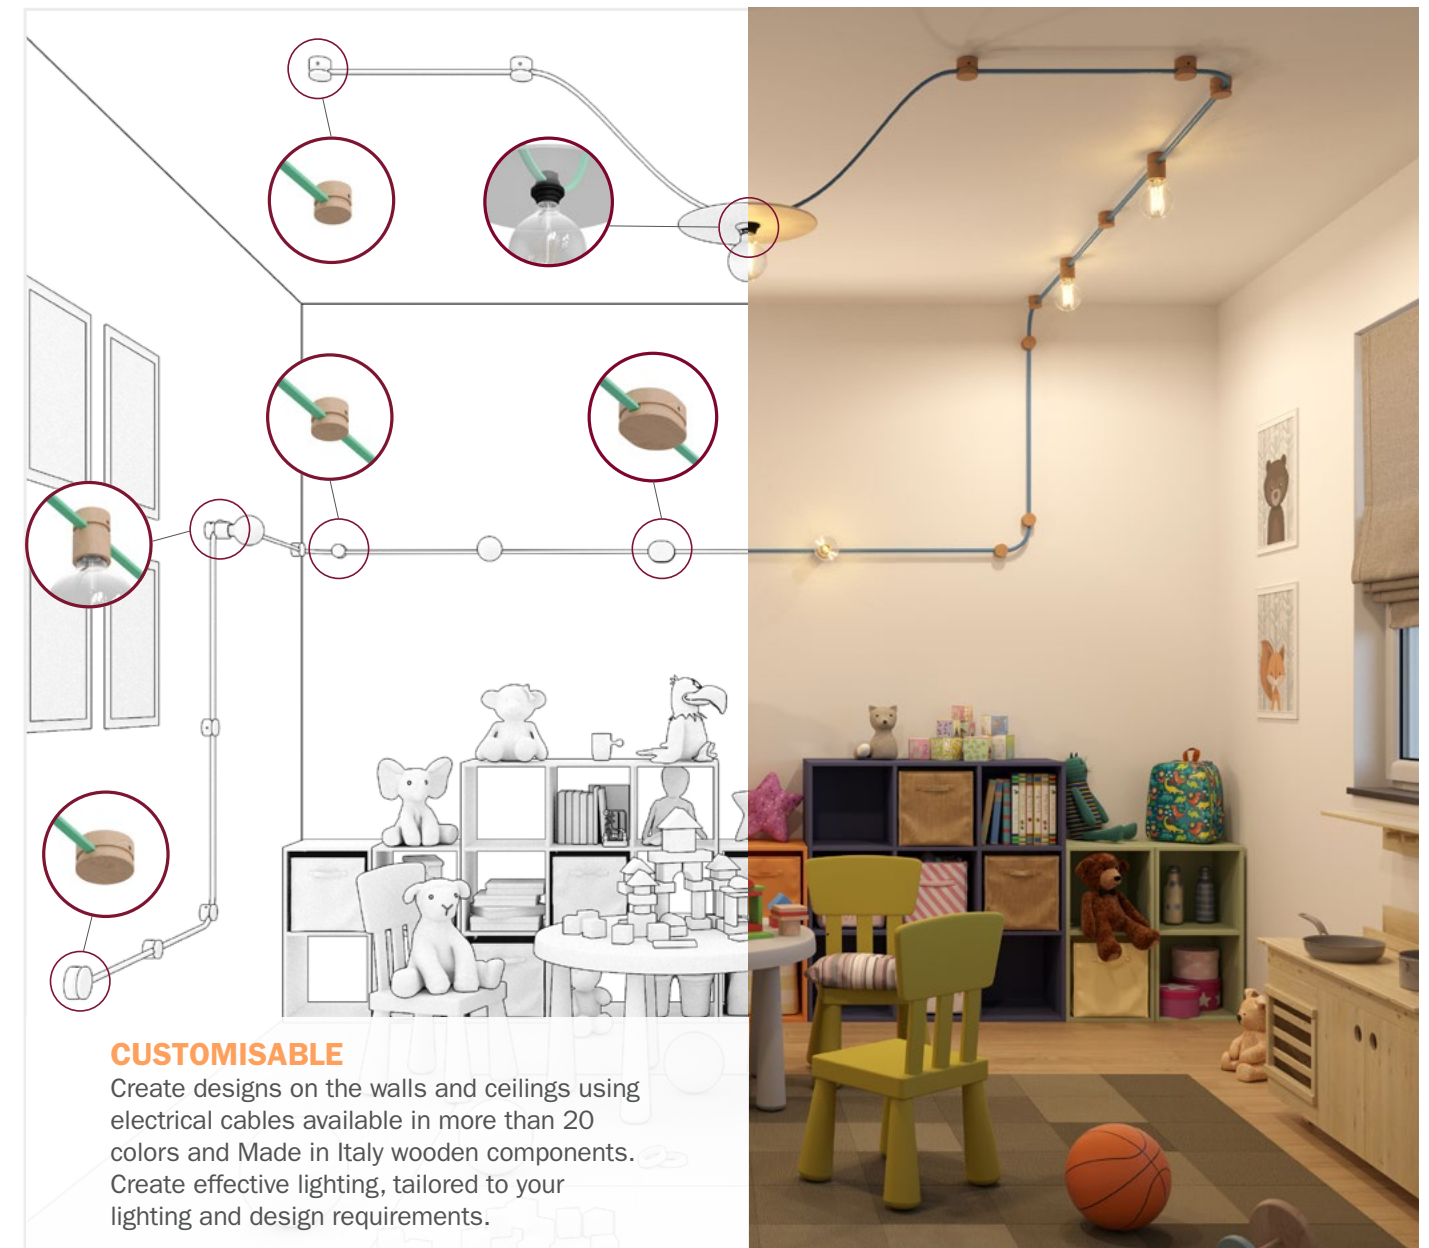 CUSTOMISABLE
Create designs on the walls and ceilings using
electrical cables available in more than 20
colors and Made in Italy wooden components.
Create effective lighting, tailored to your
lighting and design requirements.